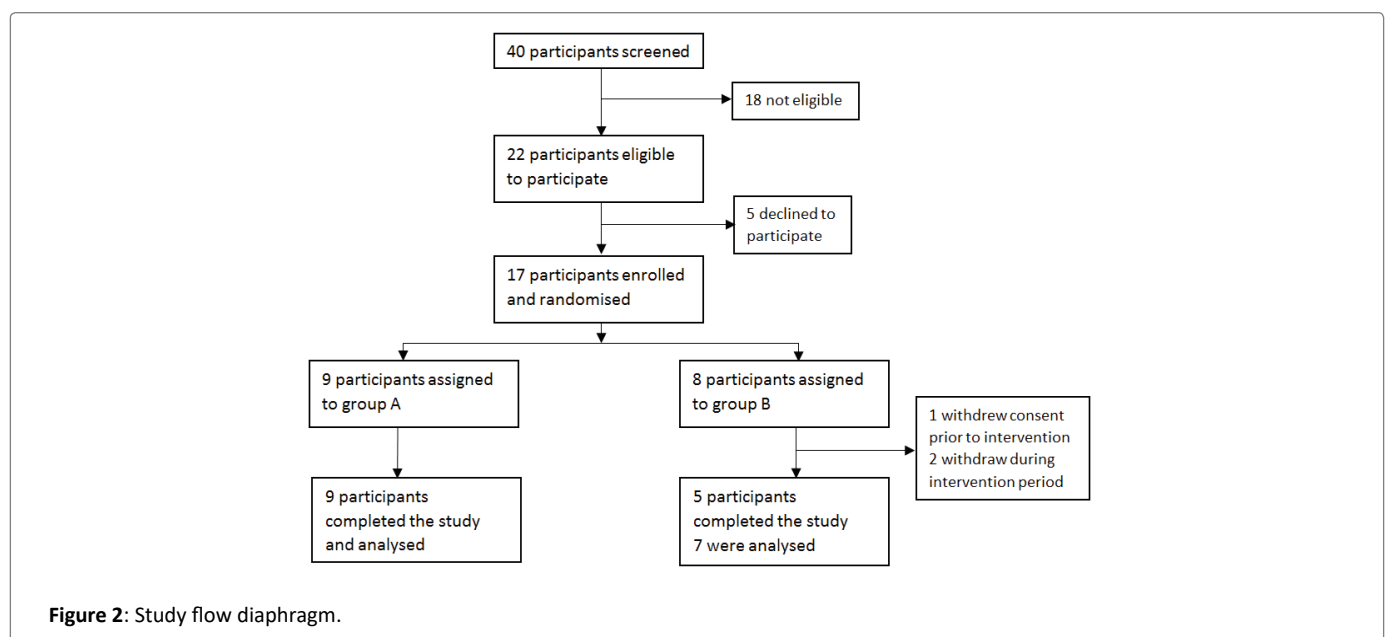 40 participants screened
18 not eligible
22 participants eligible
to participate
5 declined to
participate
17 participants enrolled
and randomised
9 participants assigned
to group A
8 participants assigned
to group B
1 withdrew consent
prior to intervention
2 withdraw during
intervention period
9 participants
completed the study
and analysed
5 participants
completed the study
7 were analysed
Figure 2: Study flow diaphragm.